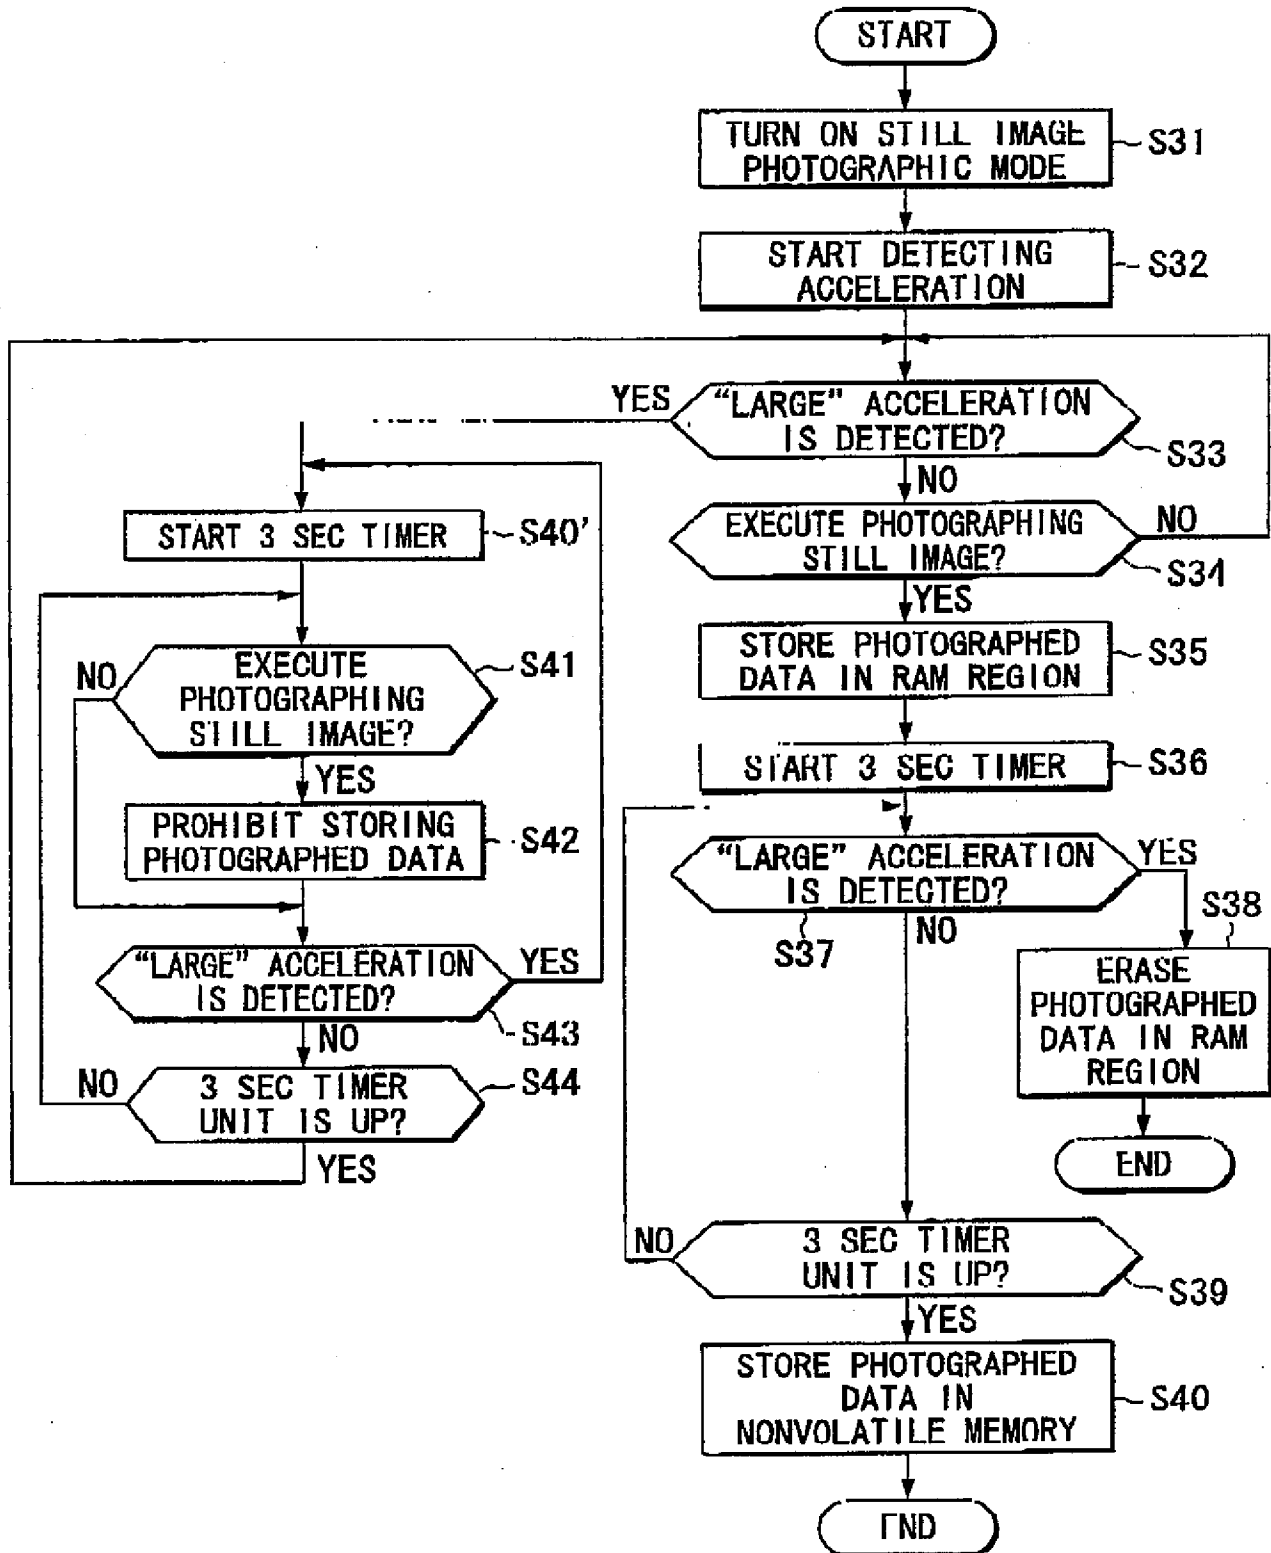 START
TURN ON STILL IMAGE
PHOTOGRAPHIC MODE
S31
START DETECTING
ACCELERATION
S32
YES
“LARGE” ACCELERATION
IS DETECTED?
S33
NO
EXECUTE PHOTOGRAPHING
STILL IMAGE?
NO
S34
YES
STORE PHOTOGRAPHED
DATA IN RAM REGION
S35
START 3 SEC TIMER
S36
“LARGE” ACCELERATION
IS DETECTED?
YES
S37
NO
S38
ERASE
PHOTOGRAPHED
DATA IN RAM
REGION
END
NO
3 SEC TIMER
UNIT IS UP?
S39
YES
STORE PHOTOGRAPHED
DATA IN
NONVOLATILE MEMORY
S40
END
START 3 SEC TIMER
S40'
NO
EXECUTE
PHOTOGRAPHING
STILL IMAGE?
S41
YES
PROHIBIT STORING
PHOTOGRAPHED DATA
S42
“LARGE” ACCELERATION
IS DETECTED?
YES
S43
NO
NO
3 SEC TIMER
UNIT IS UP?
S44
YES